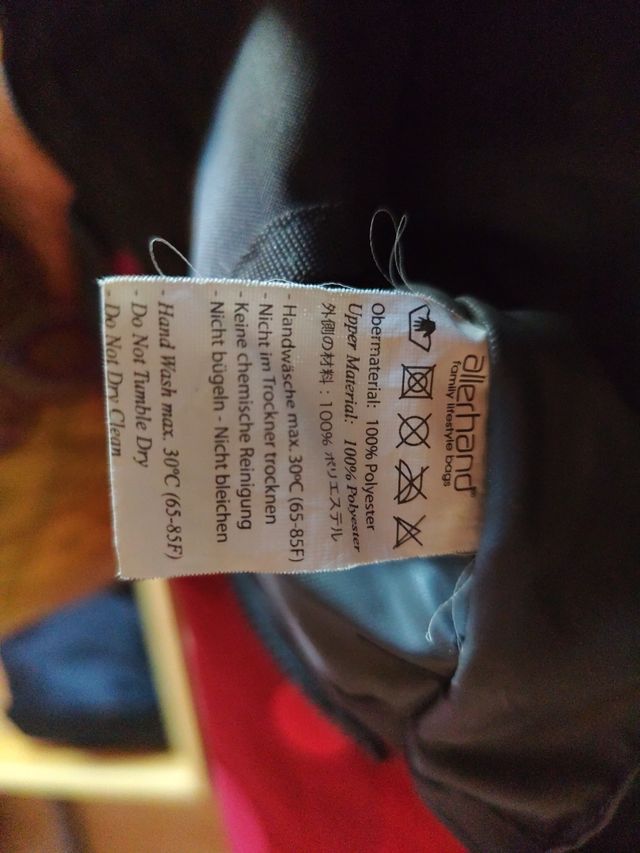 allerhand®
family lifestyle bags
Obermaterial: 100% Polyester
Upper Material: 100% Polyester
外側の材料：100% ポリエステル
- Handwäsche max. 30°C (65-85F)
- Nicht im Trockner trocknen
- Keine chemische Reinigung
- Nicht bügeln - Nicht bleichen
- Hand Wash max. 30°C (65-85F)
- Do Not Tumble Dry
- Do Not Dry Clean